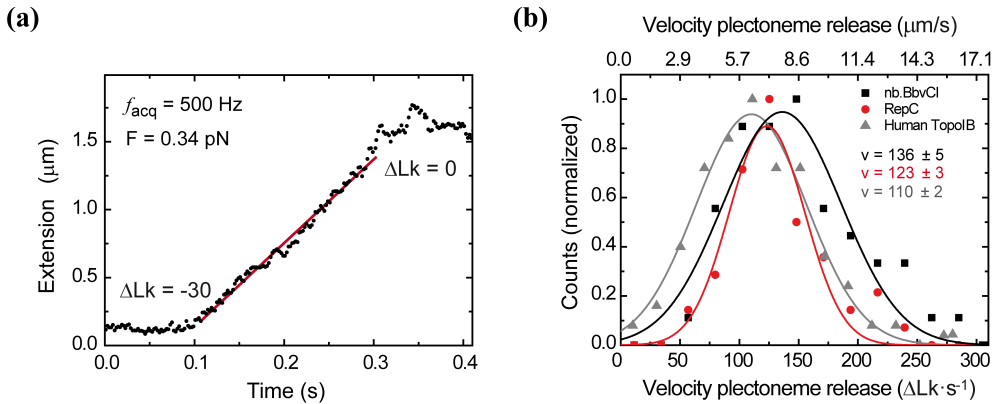 (a)
f_acq = 500 Hz
F = 0.34 pN
ΔLk = 0
ΔLk = -30
Extension (μm)
1.5
1.0
0.5
0.0
0.0 0.1 0.2 0.3 0.4
Time (s)
(b)
Velocity plectoneme release (μm/s)
0.0 2.9 5.7 8.6 11.4 14.3 17.1
nb.BbvCI
RepC
Human TopoIB
v = 136 ± 5
v = 123 ± 3
v = 110 ± 2
Counts (normalized)
1.0
0.8
0.6
0.4
0.2
0.0
0 50 100 150 200 250 300
Velocity plectoneme release (ΔLk·s⁻¹)